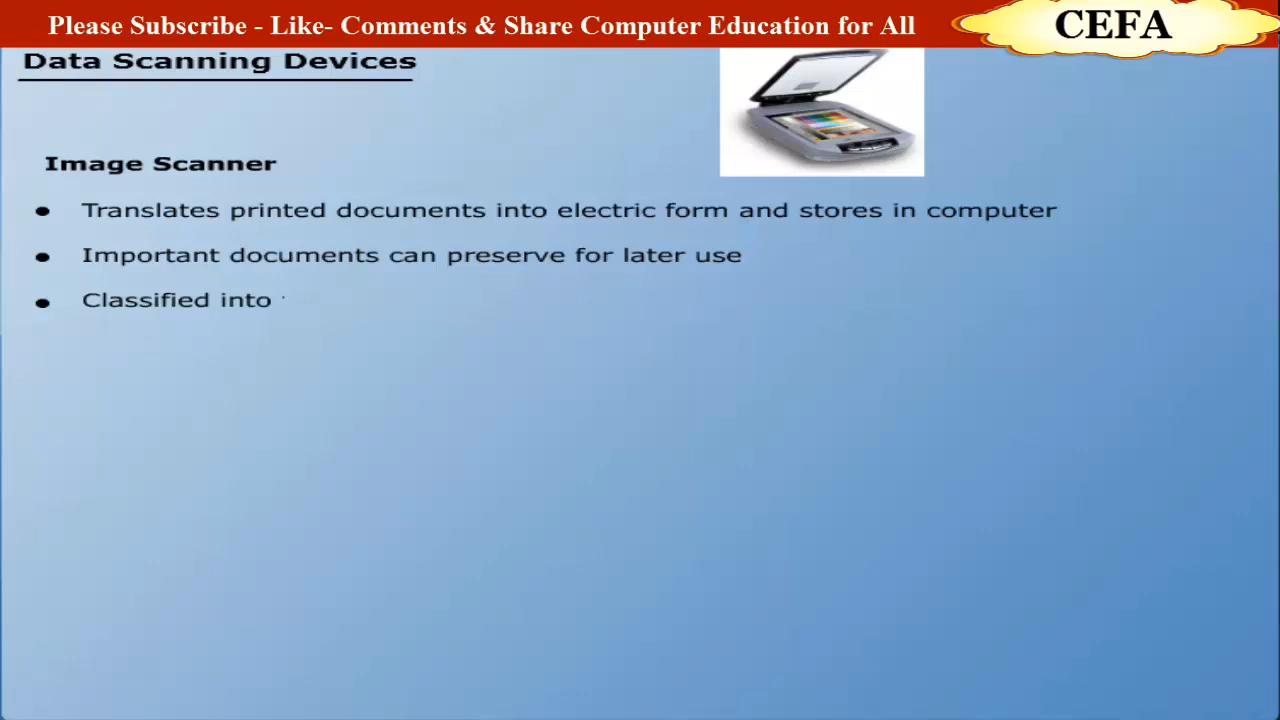 Please Subscribe - Like- Comments & Share Computer Education for All
CEFA
Data Scanning Devices
Image Scanner
● Translates printed documents into electric form and stores in computer
● Important documents can preserve for later use
● Classified into